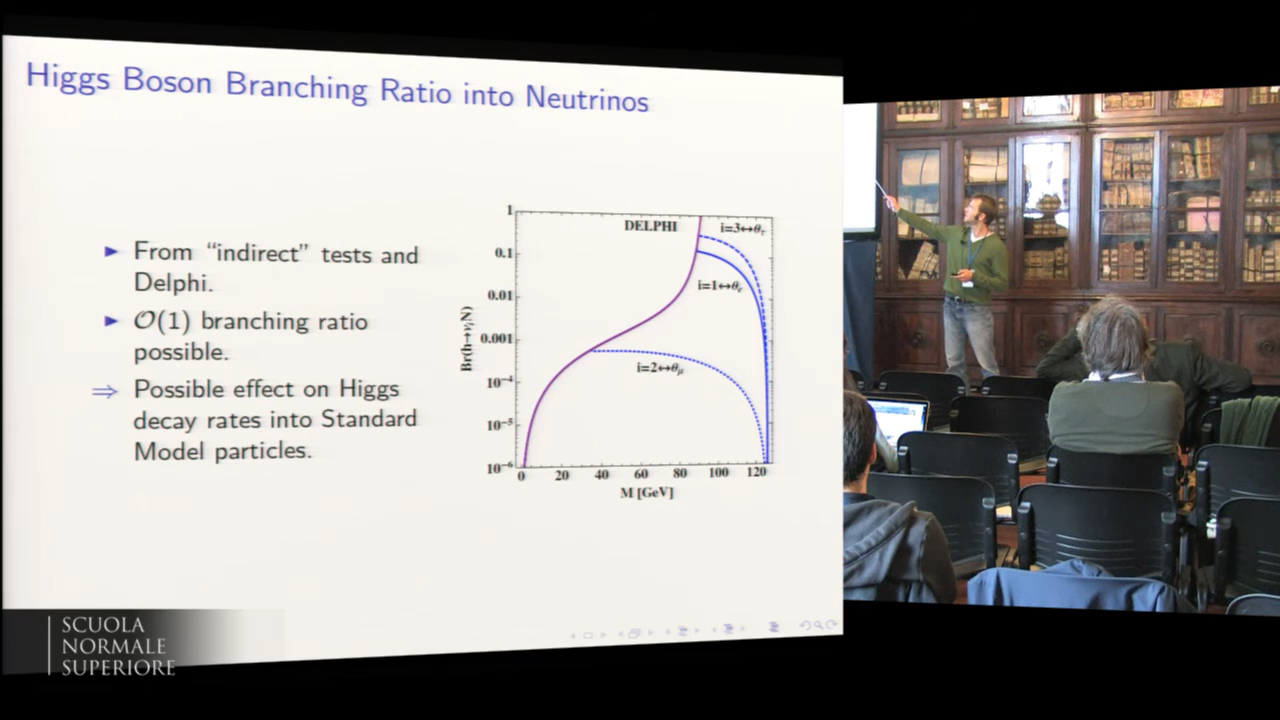 Higgs Boson Branching Ratio into Neutrinos
► From “indirect” tests and
Delphi.
► O(1) branching ratio
possible.
⇒ Possible effect on Higgs
decay rates into Standard
Model particles.
DELPHI
i=3↔θτ
i=1↔θe
i=2↔θμ
Br(h→νiN)
1
0.1
0.01
0.001
10⁻⁴
10⁻⁵
10⁻⁶
0 20 40 60 80 100 120
M [GeV]
SCUOLA
NORMALE
SUPERIORE